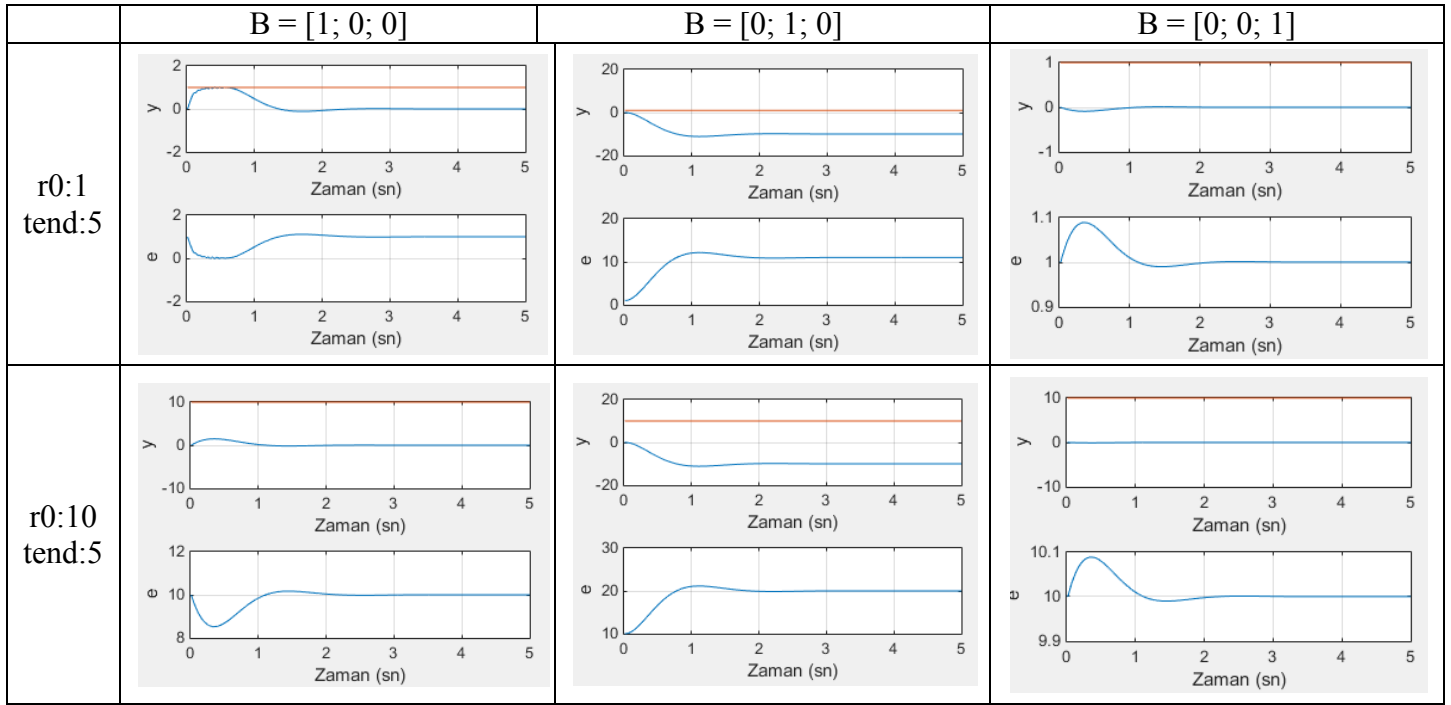 B = [1; 0; 0]
B = [0; 1; 0]
B = [0; 0; 1]
r0:1
tend:5
2
0
-2
y
0 1 2 3 4 5
Zaman (sn)
2
0
-2
e
0 1 2 3 4 5
Zaman (sn)
20
0
-20
y
0 1 2 3 4 5
Zaman (sn)
20
10
0
e
0 1 2 3 4 5
Zaman (sn)
1
0
-1
y
0 1 2 3 4 5
Zaman (sn)
1.1
1
0.9
e
0 1 2 3 4 5
Zaman (sn)
r0:10
tend:5
10
0
-10
y
0 1 2 3 4 5
Zaman (sn)
12
10
8
e
0 1 2 3 4 5
Zaman (sn)
20
0
-20
y
0 1 2 3 4 5
Zaman (sn)
30
20
10
e
0 1 2 3 4 5
Zaman (sn)
10
0
-10
y
0 1 2 3 4 5
Zaman (sn)
10.1
10
9.9
e
0 1 2 3 4 5
Zaman (sn)